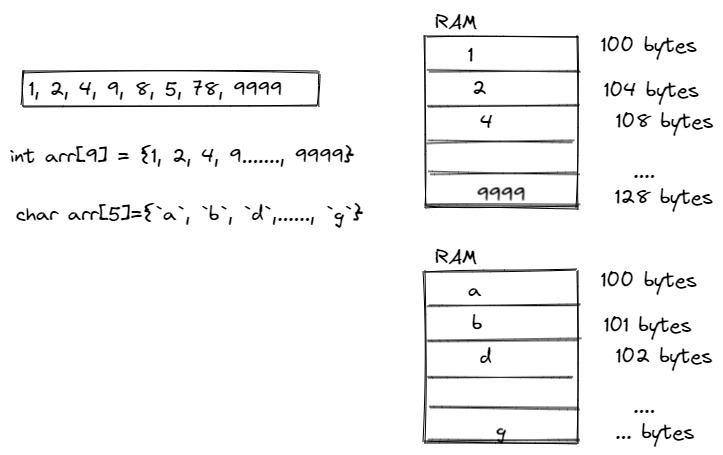 1, 2, 4, 9, 8, 5, 78, 9999
int arr[9] = {1, 2, 4, 9......., 9999}
char arr[5]={`a`, `b`, `d`,......, `g`}
RAM
1 100 bytes
2 104 bytes
4 108 bytes
....
9999 128 bytes
RAM
a 100 bytes
b 101 bytes
d 102 bytes
....
g ... bytes